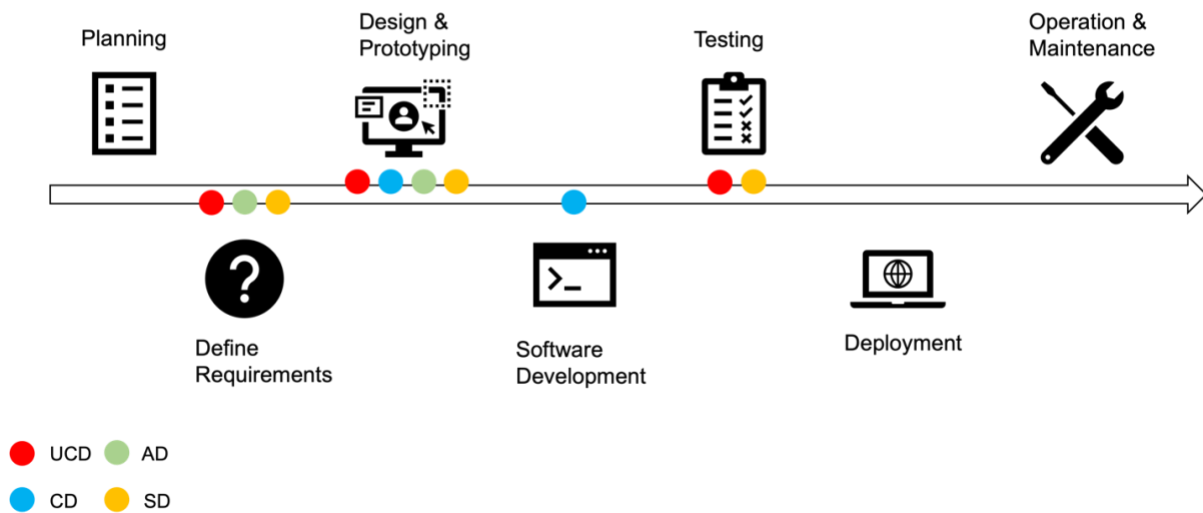 Planning
Design &
Prototyping
Testing
Operation &
Maintenance
?
>_
Define
Requirements
Software
Development
Deployment
UCD
AD
CD
SD